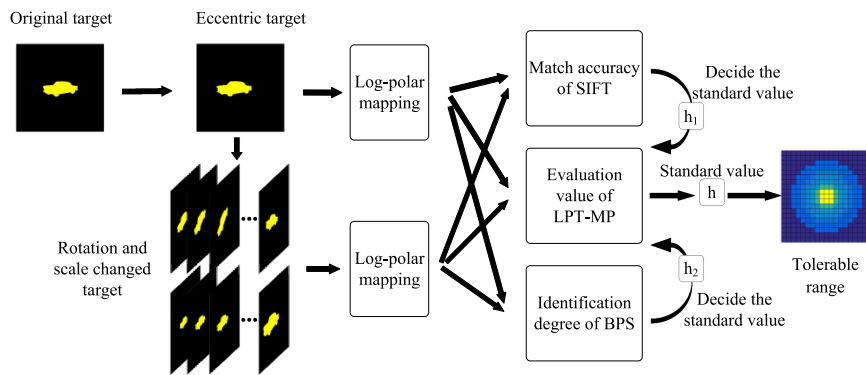 Original target
Eccentric target
Log-polar
mapping
Match accuracy
of SIFT
Decide the
standard value
h1
Rotation and
scale changed
target
...
...
Log-polar
mapping
Evaluation
value of
LPT-MP
Standard value
h
Tolerable
range
Identification
degree of BPS
h2
Decide the
standard value